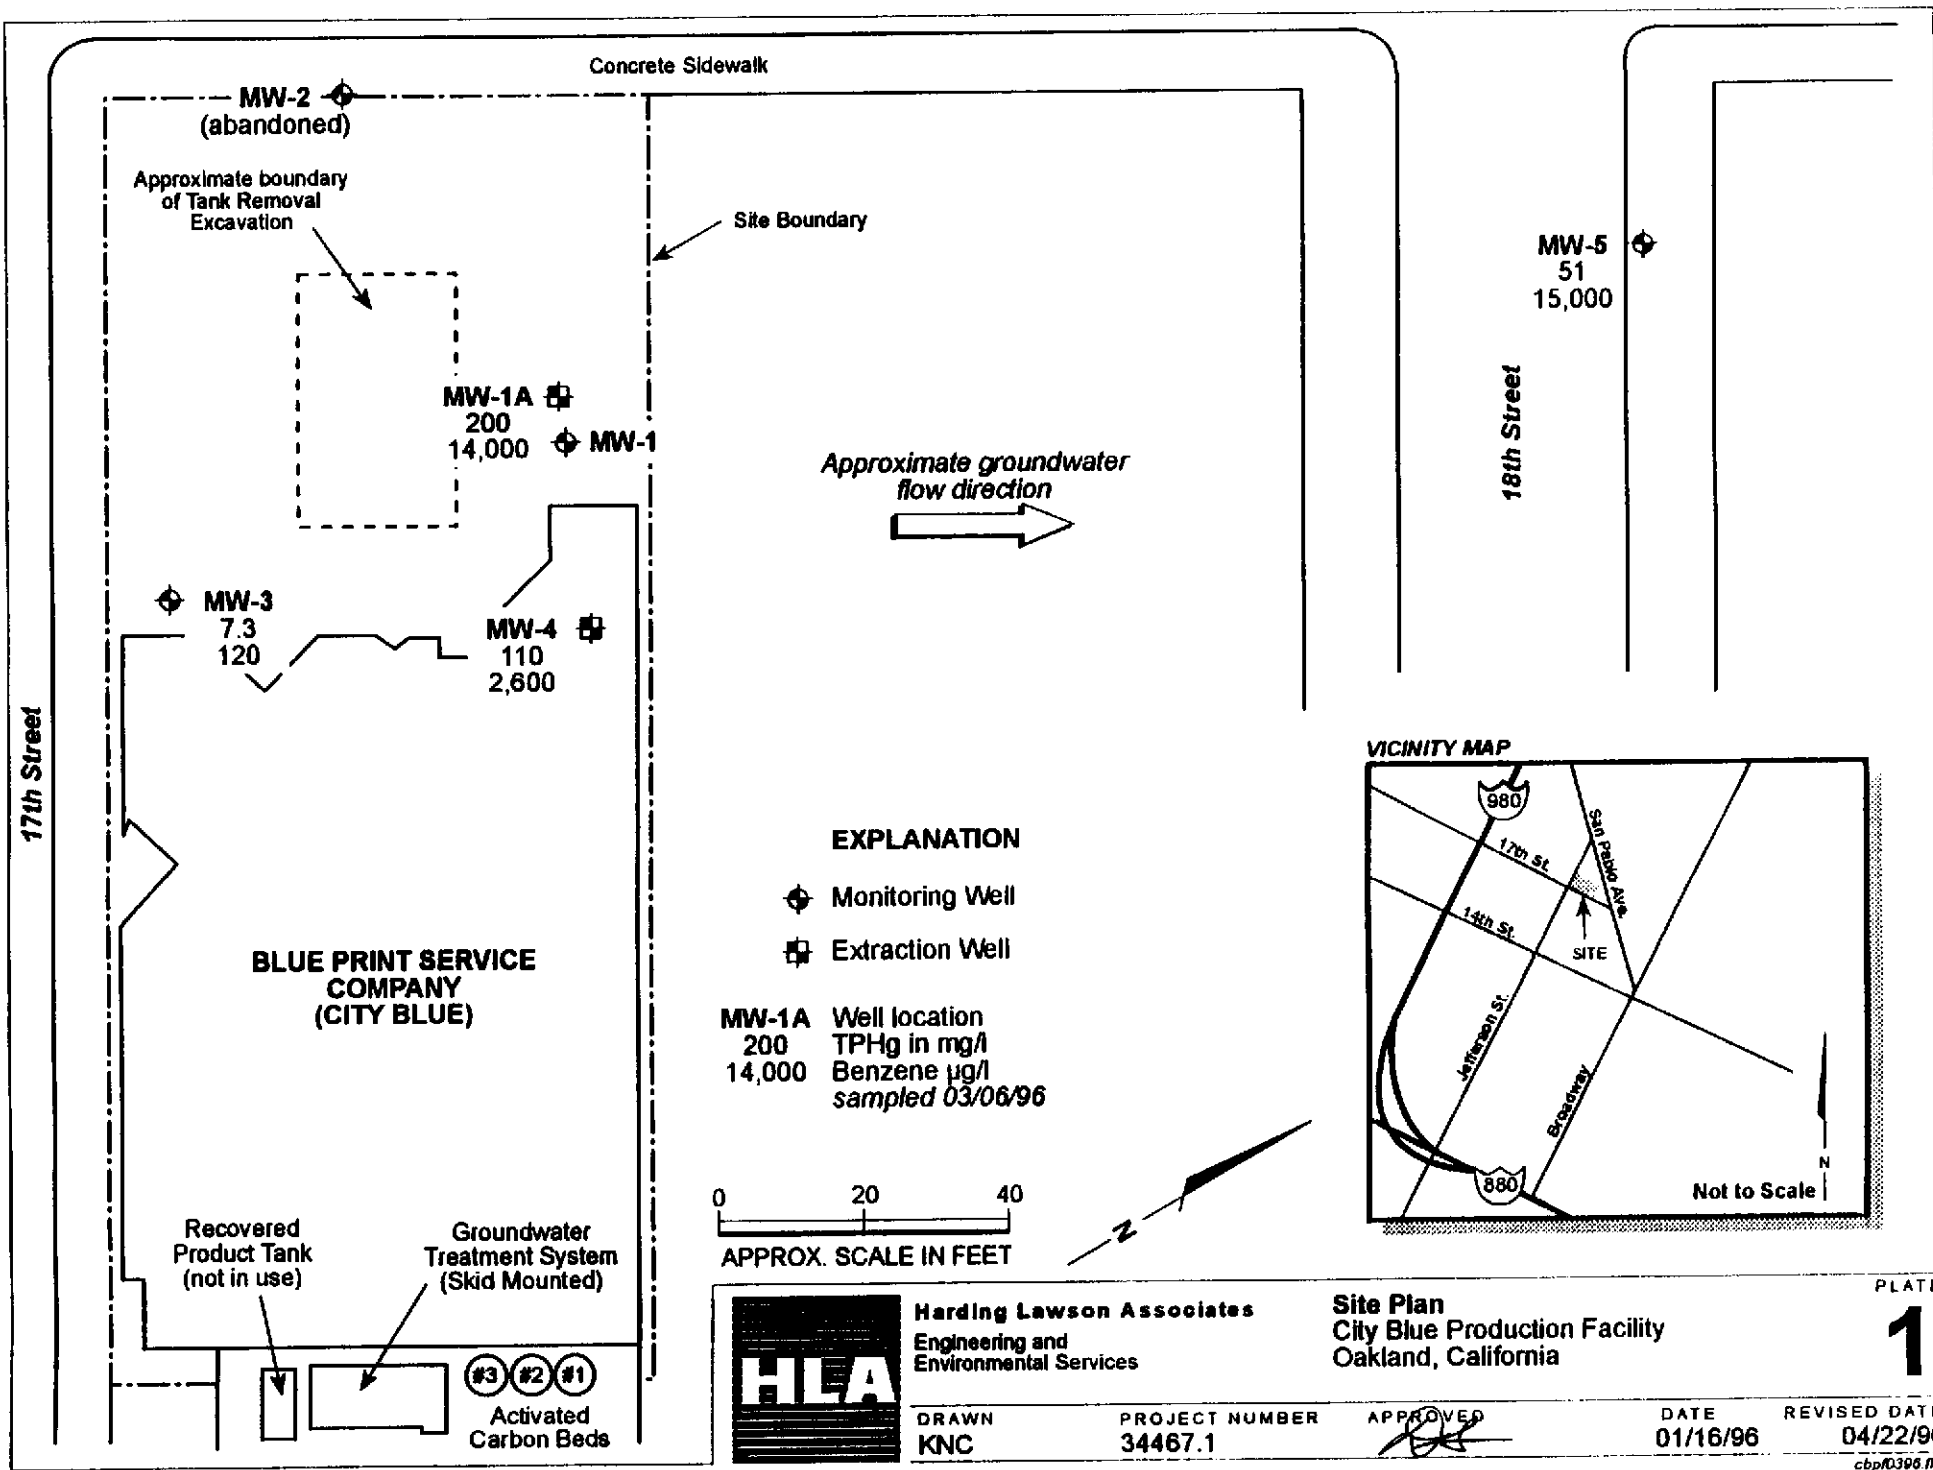 Concrete Sidewalk
MW-2
(abandoned)
Approximate boundary
of Tank Removal
Excavation
Site Boundary
MW-5
51
15,000
MW-1A
200
14,000
MW-1
18th Street
Approximate groundwater
flow direction
MW-3
7.3
120
MW-4
110
2,600
17th Street
BLUE PRINT SERVICE
COMPANY
(CITY BLUE)
EXPLANATION
Monitoring Well
Extraction Well
MW-1A Well location
200 TPHg in mg/l
14,000 Benzene µg/l
sampled 03/06/96
VICINITY MAP
980
17th St.
San Pablo Ave.
14th St.
SITE
Jefferson St.
Broadway
880
N
Not to Scale
0 20 40
APPROX. SCALE IN FEET
N
Recovered
Product Tank
(not in use)
Groundwater
Treatment System
(Skid Mounted)
#3 #2 #1
Activated
Carbon Beds
HLA
Harding Lawson Associates
Engineering and
Environmental Services
Site Plan
City Blue Production Facility
Oakland, California
PLATE
1
DRAWN
KNC
PROJECT NUMBER
34467.1
APPROVED
DATE
01/16/96
REVISED DATE
04/22/96